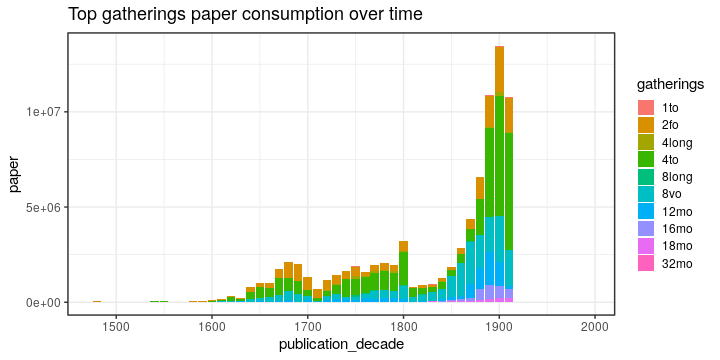 Top gatherings paper consumption over time
paper
1e+07
5e+06
0e+00
1500 1600 1700 1800 1900 2000
publication_decade
gatherings
1to
2fo
4long
4to
8long
8vo
12mo
16mo
18mo
32mo